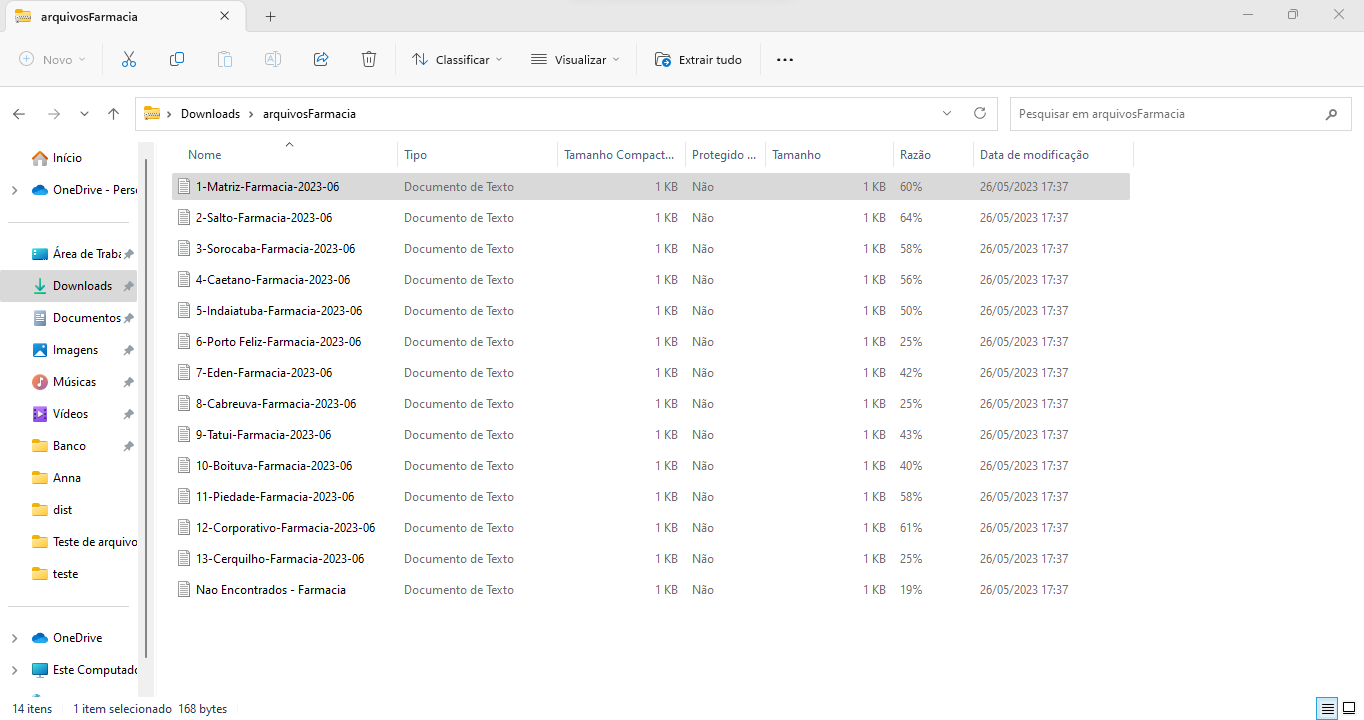 arquivosFarmacia
Novo
Classificar
Visualizar
Extrair tudo
Downloads
arquivosFarmacia
Pesquisar em arquivosFarmacia
Início
OneDrive - Perso
Área de Traba
Downloads
Documentos
Imagens
Músicas
Vídeos
Banco
Anna
dist
Teste de arquivo
teste
OneDrive
Este Computado
Nome Tipo Tamanho Compact... Protegido ... Tamanho Razão Data de modificação
1-Matriz-Farmacia-2023-06 Documento de Texto 1 KB Não 1 KB 60% 26/05/2023 17:37
2-Salto-Farmacia-2023-06 Documento de Texto 1 KB Não 1 KB 64% 26/05/2023 17:37
3-Sorocaba-Farmacia-2023-06 Documento de Texto 1 KB Não 1 KB 58% 26/05/2023 17:37
4-Caetano-Farmacia-2023-06 Documento de Texto 1 KB Não 1 KB 56% 26/05/2023 17:37
5-Indaiatuba-Farmacia-2023-06 Documento de Texto 1 KB Não 1 KB 50% 26/05/2023 17:37
6-Porto Feliz-Farmacia-2023-06 Documento de Texto 1 KB Não 1 KB 25% 26/05/2023 17:37
7-Eden-Farmacia-2023-06 Documento de Texto 1 KB Não 1 KB 42% 26/05/2023 17:37
8-Cabreuva-Farmacia-2023-06 Documento de Texto 1 KB Não 1 KB 25% 26/05/2023 17:37
9-Tatui-Farmacia-2023-06 Documento de Texto 1 KB Não 1 KB 43% 26/05/2023 17:37
10-Boituva-Farmacia-2023-06 Documento de Texto 1 KB Não 1 KB 40% 26/05/2023 17:37
11-Piedade-Farmacia-2023-06 Documento de Texto 1 KB Não 1 KB 58% 26/05/2023 17:37
12-Corporativo-Farmacia-2023-06 Documento de Texto 1 KB Não 1 KB 61% 26/05/2023 17:37
13-Cerquilho-Farmacia-2023-06 Documento de Texto 1 KB Não 1 KB 25% 26/05/2023 17:37
Nao Encontrados - Farmacia Documento de Texto 1 KB Não 1 KB 19% 26/05/2023 17:37
14 itens 1 item selecionado 168 bytes